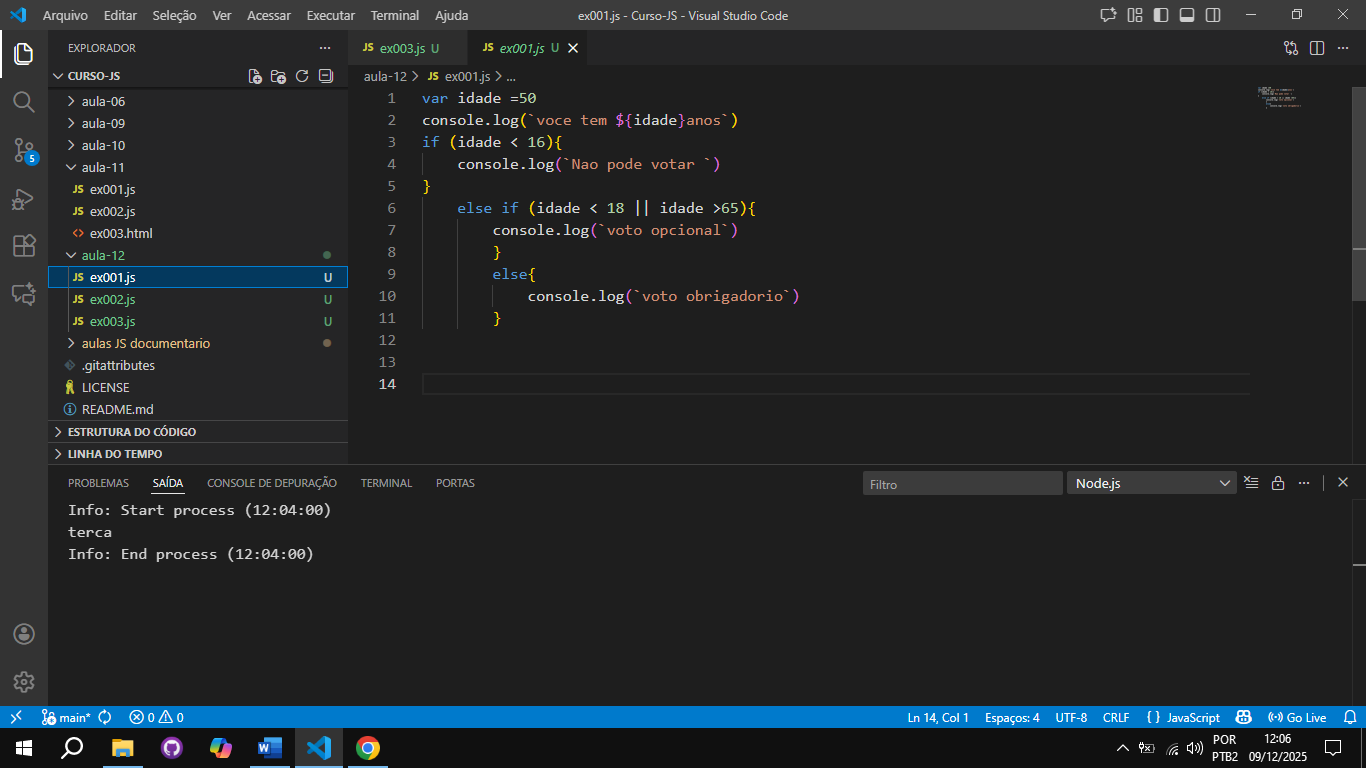 Arquivo Editar Seleção Ver Acessar Executar Terminal Ajuda ex001.js - Curso-JS - Visual Studio Code
EXPLORADOR
CURSO-JS
aula-06
aula-09
aula-10
aula-11
JS ex001.js
JS ex002.js
<> ex003.html
aula-12
JS ex001.js U
JS ex002.js U
JS ex003.js U
aulas JS documentario
.gitattributes
LICENSE
README.md
ESTRUTURA DO CÓDIGO
LINHA DO TEMPO
5
JS ex003.js U JS ex001.js U
aula-12 > JS ex001.js > ...
1 var idade =50
2 console.log(`voce tem ${idade}anos`)
3 if (idade < 16){
4 console.log(`Nao pode votar `)
5 }
6 else if (idade < 18 || idade >65){
7 console.log(`voto opcional`)
8 }
9 else{
10 console.log(`voto obrigadorio`)
11 }
12
13
14
PROBLEMAS SAÍDA CONSOLE DE DEPURAÇÃO TERMINAL PORTAS Filtro Node.js
Info: Start process (12:04:00)
terca
Info: End process (12:04:00)
main* 0 0 Ln 14, Col 1 Espaços: 4 UTF-8 CRLF { } JavaScript Go Live
POR
PTB2
12:06
09/12/2025